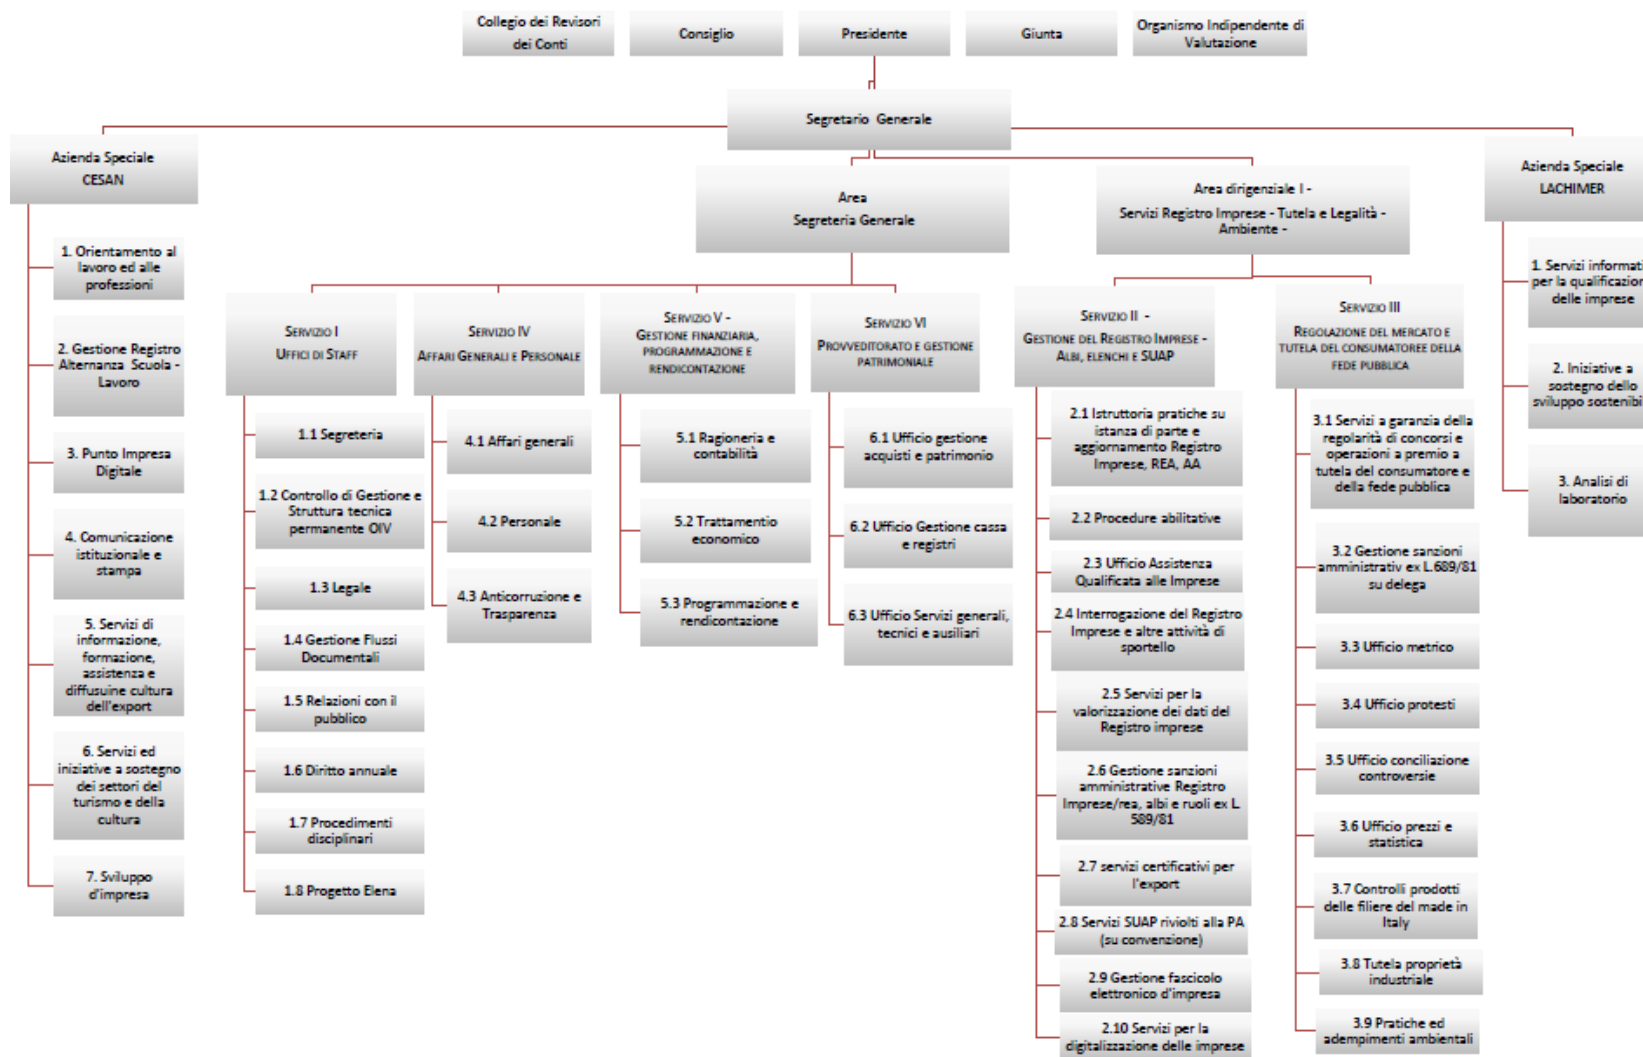 Collegio dei Revisori
dei Conti
Consiglio
Presidente
Giunta
Organismo Indipendente di
Valutazione
Segretario Generale
Azienda Speciale
CESAN
1. Orientamento al
lavoro ed alle
professioni
2. Gestione Registro
Alternanza Scuola -
Lavoro
3. Punto Impresa
Digitale
4. Comunicazione
istituzionale e
stampa
5. Servizi di
informazione,
formazione,
assistenza e
diffusuine cultura
dell'export
6. Servizi ed
iniziative a sostegno
dei settori del
turismo e della
cultura
7. Sviluppo
d'impresa
Area
Segreteria Generale
SERVIZIO I
UFFICI DI STAFF
1.1 Segreteria
1.2 Controllo di Gestione e
Struttura tecnica
permanente OIV
1.3 Legale
1.4 Gestione Flussi
Documentali
1.5 Relazioni con il
pubblico
1.6 Diritto annuale
1.7 Procedimenti
disciplinari
1.8 Progetto Elena
SERVIZIO IV
AFFARI GENERALI E PERSONALE
4.1 Affari generali
4.2 Personale
4.3 Anticorruzione e
Trasparenza
SERVIZIO V -
GESTIONE FINANZIARIA,
PROGRAMMAZIONE E
RENDICONTAZIONE
5.1 Ragioneria e
contabilità
5.2 Trattamentio
economico
5.3 Programmazione e
rendicontazione
SERVIZIO VI
PROVVEDITORATO E GESTIONE
PATRIMONIALE
6.1 Ufficio gestione
acquisti e patrimonio
6.2 Ufficio Gestione cassa
e registri
6.3 Ufficio Servizi generali,
tecnici e ausiliari
Area dirigenziale I -
Servizi Registro Imprese - Tutela e Legalità -
Ambiente -
SERVIZIO II -
GESTIONE DEL REGISTRO IMPRESE -
ALBI, ELENCHI E SUAP
2.1 Istruttoria pratiche su
istanza di parte e
aggiornamento Registro
Imprese, REA, AA
2.2 Procedure abilitative
2.3 Ufficio Assistenza
Qualificata alle Imprese
2.4 Interrogazione del Registro
Imprese e altre attività di
sportello
2.5 Servizi per la
valorizzazione dei dati del
Registro imprese
2.6 Gestione sanzioni
amministrative Registro
Imprese/rea, albi e ruoli ex L.
589/81
2.7 servizi certificativi per
l'export
2.8 Servizi SUAP riviolti alla PA
(su convenzione)
2.9 Gestione fascicolo
elettronico d'impresa
2.10 Servizi per la
digitalizzazione delle imprese
SERVIZIO III
REGOLAZIONE DEL MERCATO E
TUTELA DEL CONSUMATOREE DELLA
FEDE PUBBLICA
3.1 Servizi a garanzia della
regolarità di concorsi e
operazioni a premio a
tutela del consumatore e
della fede pubblica
3.2 Gestione sanzioni
amministrativ ex L.689/81
su delega
3.3 Ufficio metrico
3.4 Ufficio protesti
3.5 Ufficio conciliazione
controversie
3.6 Ufficio prezzi e
statistica
3.7 Controlli prodotti
delle filiere del made in
Italy
3.8 Tutela proprietà
industriale
3.9 Pratiche ed
adempimenti ambientali
Azienda Speciale
LACHIMER
1. Servizi informati
per la qualificazion
delle imprese
2. Iniziative a
sostegno dello
sviluppo sostenibi
3. Analisi di
laboratorio